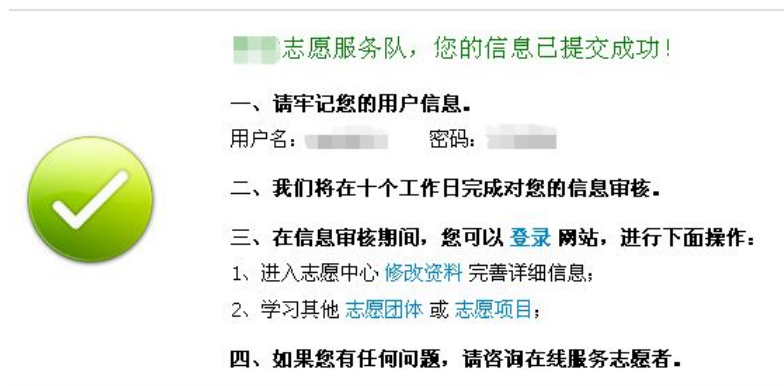 志愿服务队，您的信息已提交成功！
一、请牢记您的用户信息。
用户名： 密码：
二、我们将在十个工作日完成对您的信息审核。
三、在信息审核期间，您可以 登录 网站，进行下面操作：
1、进入志愿中心 修改资料 完善详细信息；
2、学习其他 志愿团体 或 志愿项目；
四、如果您有任何问题，请咨询在线服务志愿者。